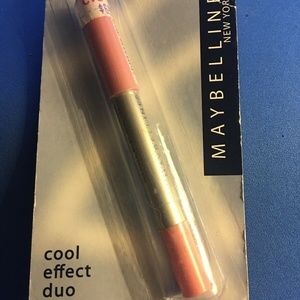 MAYBELLINE
NEW YORK
cool
effect
duo